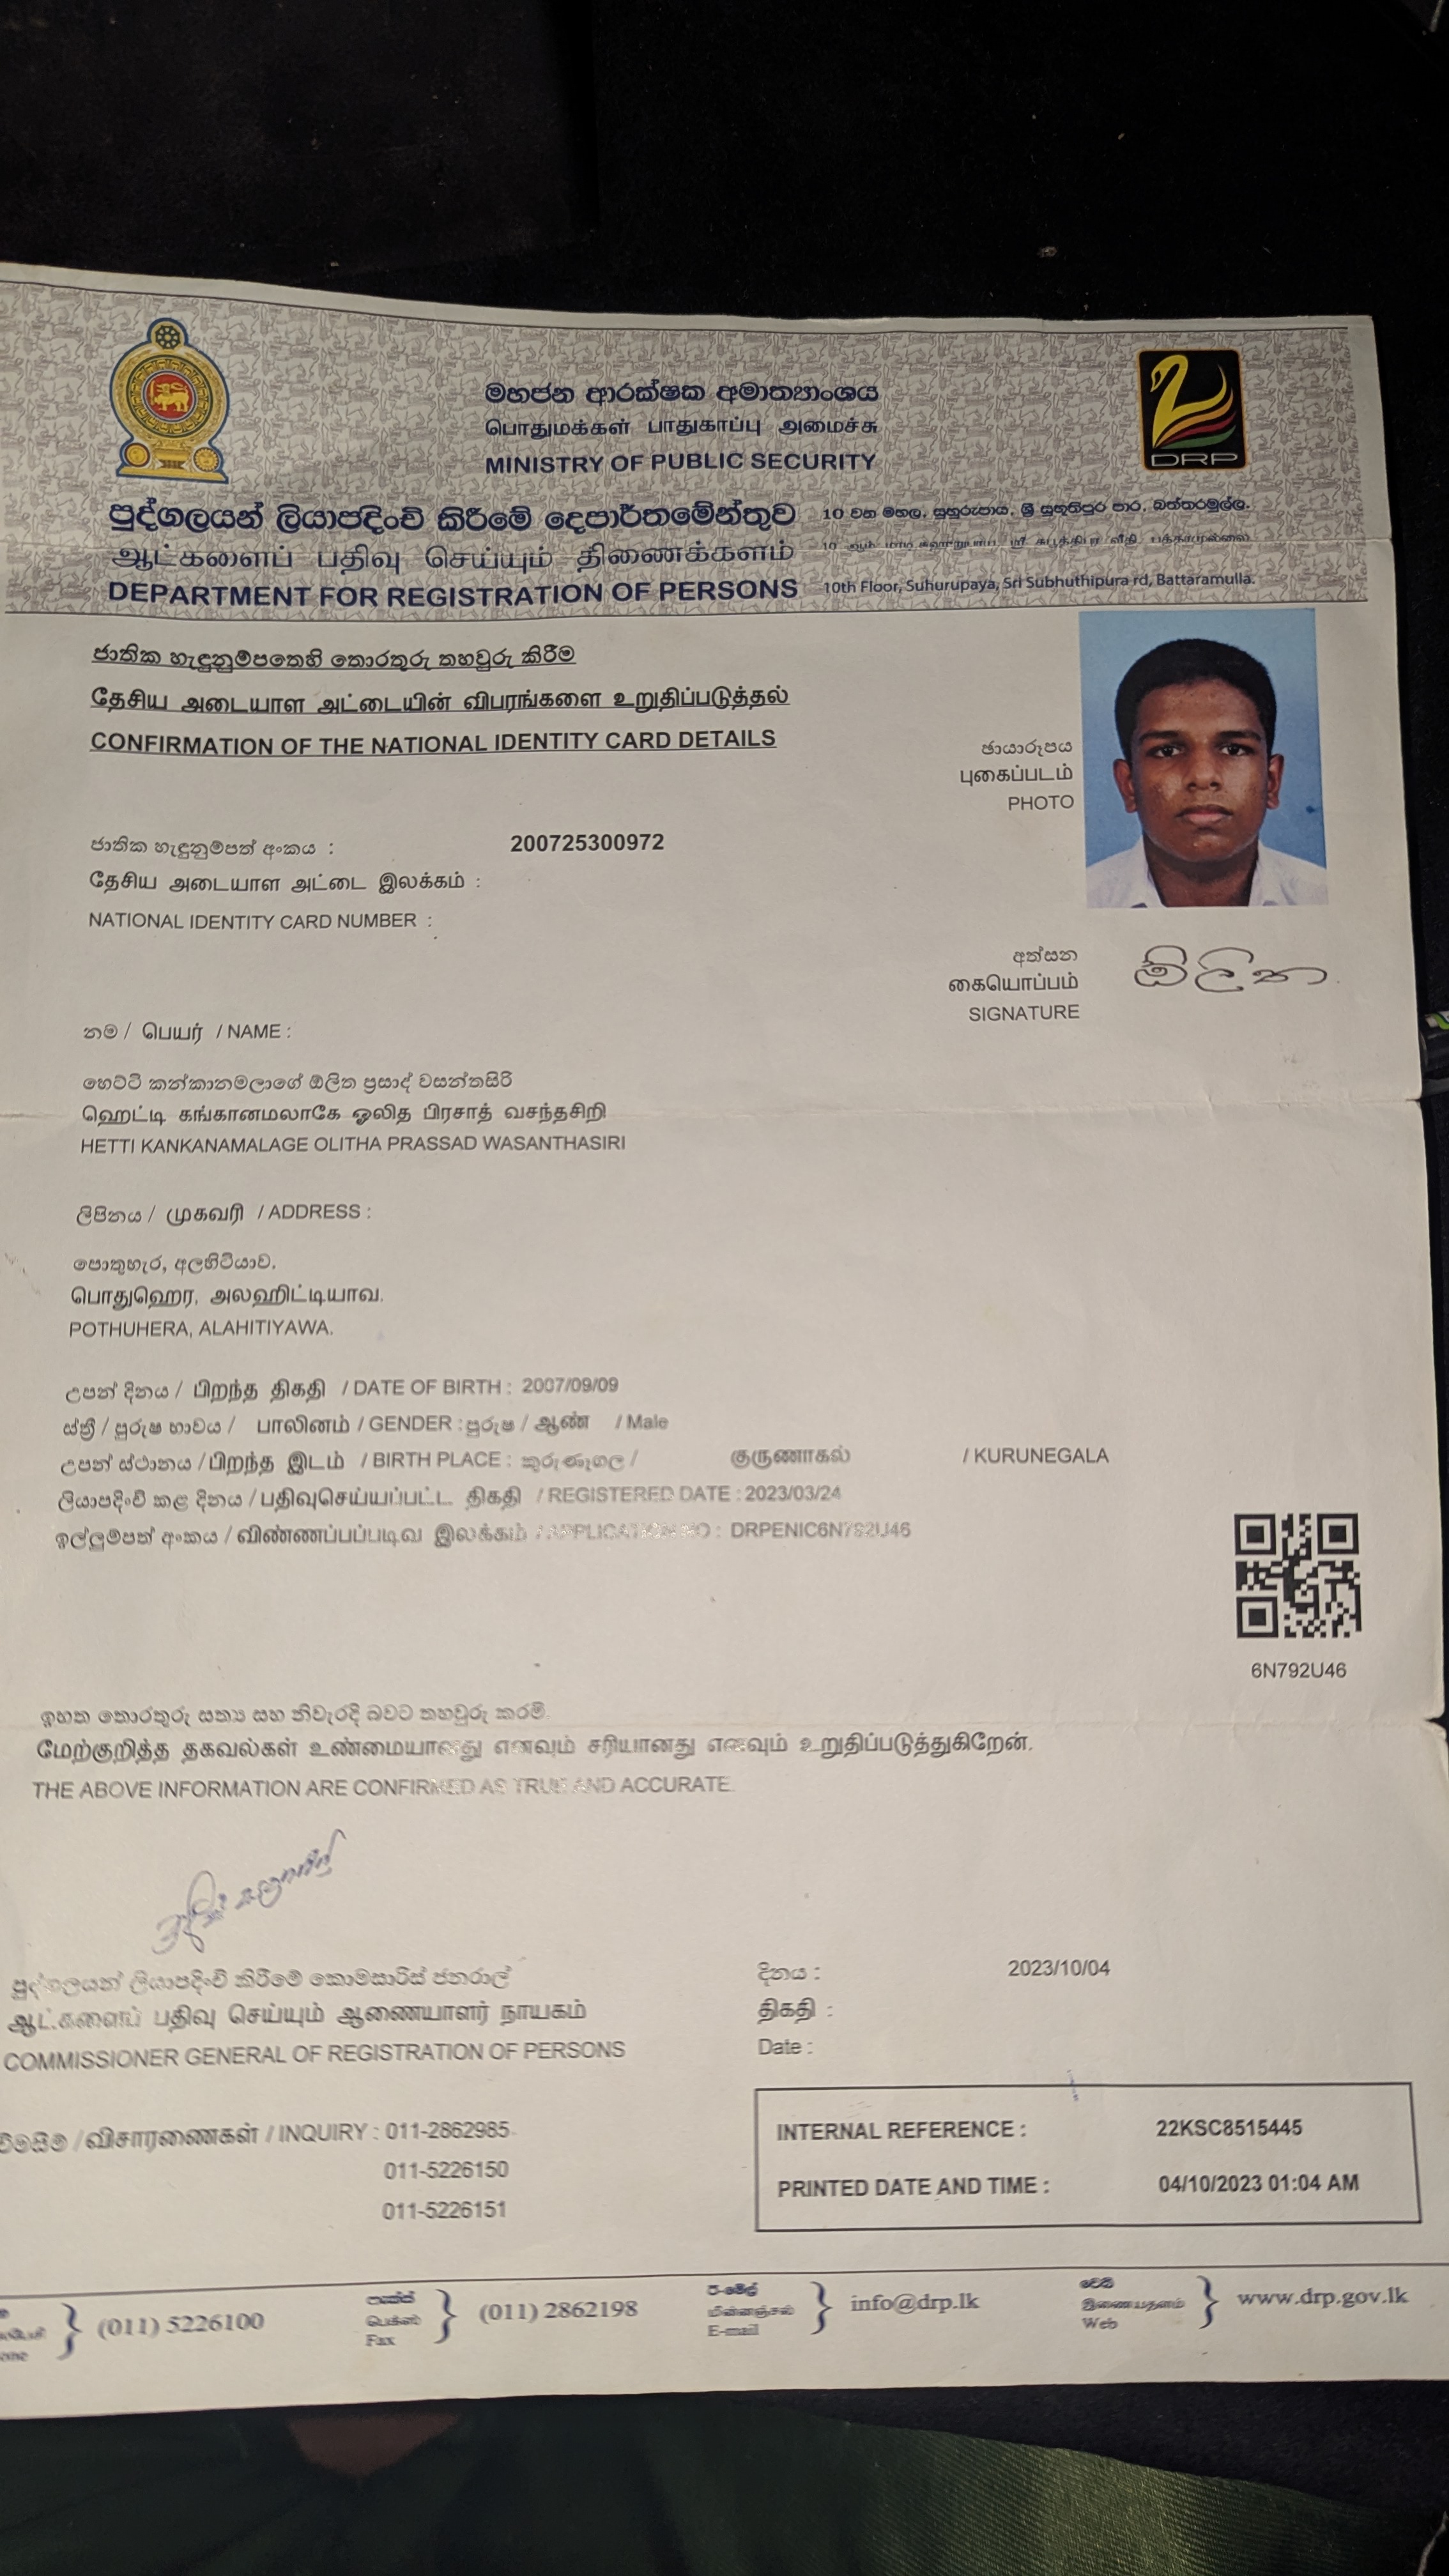 මහජන ආරක්ෂක අමාත්‍යාංශය
பொதுமக்கள் பாதுகாப்பு அமைச்சு
MINISTRY OF PUBLIC SECURITY
DRP
පුද්ගලයන් ලියාපදිංචි කිරීමේ දෙපාර්තමේන්තුව 10 වන මහල, සුහුරුපාය, ශ්‍රී සුභූතිපුර පාර, බත්තරමුල්ල.
ஆட்களைப் பதிவு செய்யும் திணைக்களம்
DEPARTMENT FOR REGISTRATION OF PERSONS 10th Floor, Suhurupaya, Sri Subhuthipura rd, Battaramulla.
ජාතික හැඳුනුම්පතෙහි තොරතුරු තහවුරු කිරීම
தேசிய அடையாள அட்டையின் விபரங்களை உறுதிப்படுத்தல்
CONFIRMATION OF THE NATIONAL IDENTITY CARD DETAILS
ඡායාරූපය
புகைப்படம்
PHOTO
ජාතික හැඳුනුම්පත් අංකය : 200725300972
தேசிய அடையாள அட்டை இலக்கம் :
NATIONAL IDENTITY CARD NUMBER :
අත්සන
கையொப்பம்
SIGNATURE
ඕලිත
නම / பெயர் / NAME :
හෙට්ටි කන්කානමලාගේ ඕලිත ප්‍රසාද් වසන්තසිරි
ஹெட்டி கங்கானமலாகே ஓலித பிரசாத் வசந்தசிறி
HETTI KANKANAMALAGE OLITHA PRASSAD WASANTHASIRI
ලිපිනය / முகவரி / ADDRESS :
පොතුහැර, අලහිටියාව.
பொதுஹெர, அலஹிட்டியாவ.
POTHUHERA, ALAHITIYAWA.
උපන් දිනය / பிறந்த திகதி / DATE OF BIRTH : 2007/09/09
ස්ත්‍රී / පුරුෂ භාවය / பாலினம் / GENDER : පුරුෂ / ஆண் / Male
උපන් ස්ථානය / பிறந்த இடம் / BIRTH PLACE : කුරුණෑගල / குருணாகல் / KURUNEGALA
ලියාපදිංචි කළ දිනය / பதிவுசெய்யப்பட்ட திகதி / REGISTERED DATE : 2023/03/24
ඉල්ලුම්පත් අංකය / விண்ணப்பப்படிவ இலக்கம் / APPLICATION NO : DRPENIC6N792U46
6N792U46
ඉහත තොරතුරු සත්‍ය සහ නිවැරදි බවට තහවුරු කරමි.
மேற்குறித்த தகவல்கள் உண்மையானது எனவும் சரியானது எனவும் உறுதிப்படுத்துகிறேன்.
THE ABOVE INFORMATION ARE CONFIRMED AS TRUE AND ACCURATE.
පුද්ගලයන් ලියාපදිංචි කිරීමේ කොමසාරිස් ජනරාල්
ஆட்களைப் பதிவு செய்யும் ஆணையாளர் நாயகம்
COMMISSIONER GENERAL OF REGISTRATION OF PERSONS
දිනය : 2023/10/04
திகதி :
Date :
விசாரணைகள் / INQUIRY : 011-2862985
011-5226150
011-5226151
INTERNAL REFERENCE : 22KSC8515445
PRINTED DATE AND TIME : 04/10/2023 01:04 AM
(011) 5226100
ෆැක්ස්
பெக்ஸ்
Fax
(011) 2862198
ඊ-මේල්
மின்னஞ்சல்
E-mail
info@drp.lk
වෙබ්
இணையதளம்
Web
www.drp.gov.lk